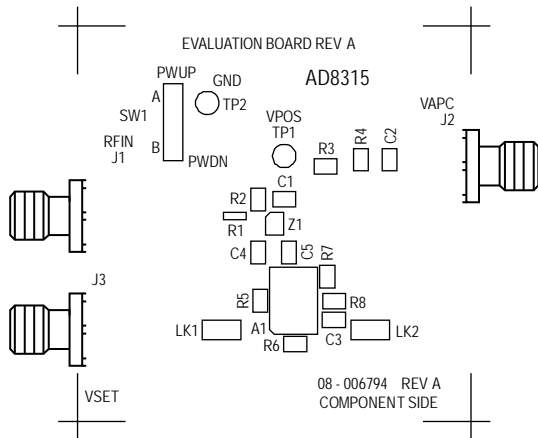 EVALUATION BOARD REV A
PWUP
GND
AD8315
A
TP2
VPOS
TP1
VAPC
J2
SW1
RFIN
J1
B
PWDN
R3
R4
C2
R2
C1
R1
Z1
C4
C5
R7
J3
R5
R8
LK1
A1
C3
LK2
R6
VSET
08 - 006794 REV A
COMPONENT SIDE